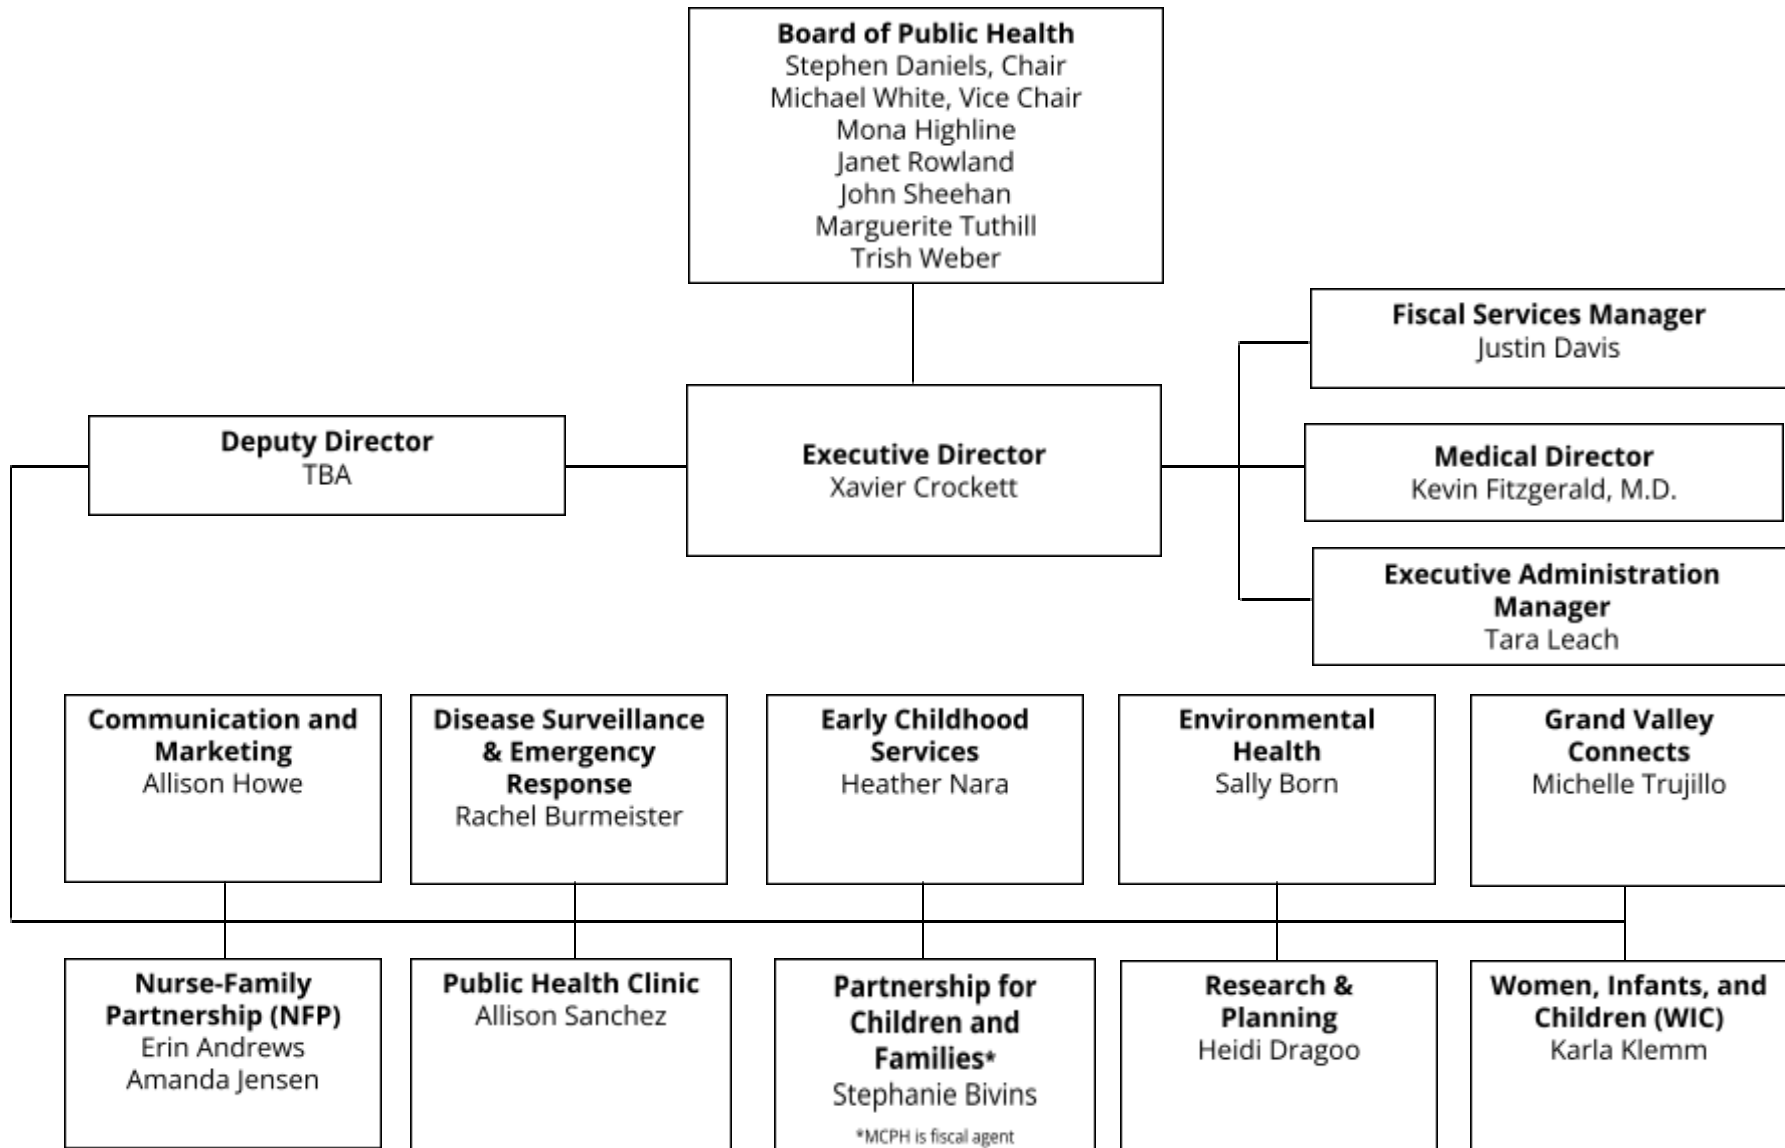 Board of Public Health
Stephen Daniels, Chair
Michael White, Vice Chair
Mona Highline
Janet Rowland
John Sheehan
Marguerite Tuthill
Trish Weber
Fiscal Services Manager
Justin Davis
Deputy Director
TBA
Executive Director
Xavier Crockett
Medical Director
Kevin Fitzgerald, M.D.
Executive Administration
Manager
Tara Leach
Communication and
Marketing
Allison Howe
Disease Surveillance
& Emergency
Response
Rachel Burmeister
Early Childhood
Services
Heather Nara
Environmental
Health
Sally Born
Grand Valley
Connects
Michelle Trujillo
Nurse-Family
Partnership (NFP)
Erin Andrews
Amanda Jensen
Public Health Clinic
Allison Sanchez
Partnership for
Children and
Families*
Stephanie Bivins
*MCPH is fiscal agent
Research &
Planning
Heidi Dragoo
Women, Infants, and
Children (WIC)
Karla Klemm